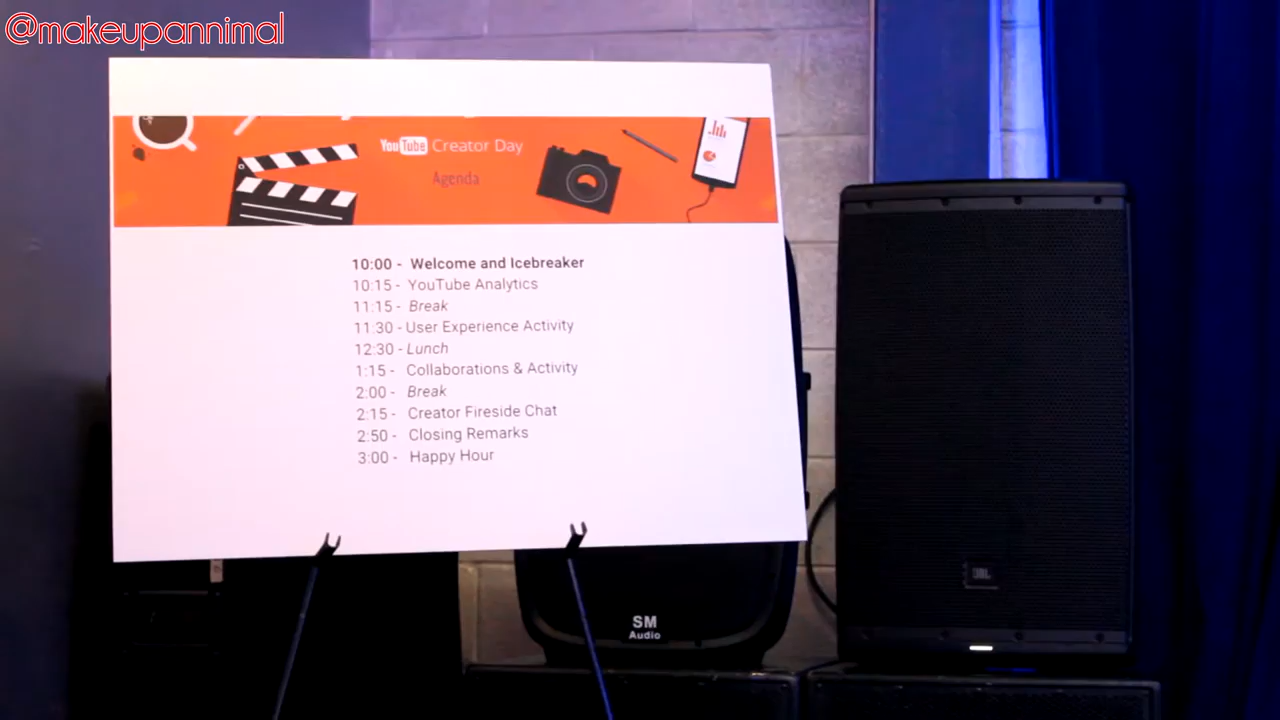 @makeupannimal
YouTube Creator Day
Agenda
10:00 - Welcome and Icebreaker
10:15 - YouTube Analytics
11:15 - Break
11:30 - User Experience Activity
12:30 - Lunch
1:15 - Collaborations & Activity
2:00 - Break
2:15 - Creator Fireside Chat
2:50 - Closing Remarks
3:00 - Happy Hour
SM
Audio
JBL